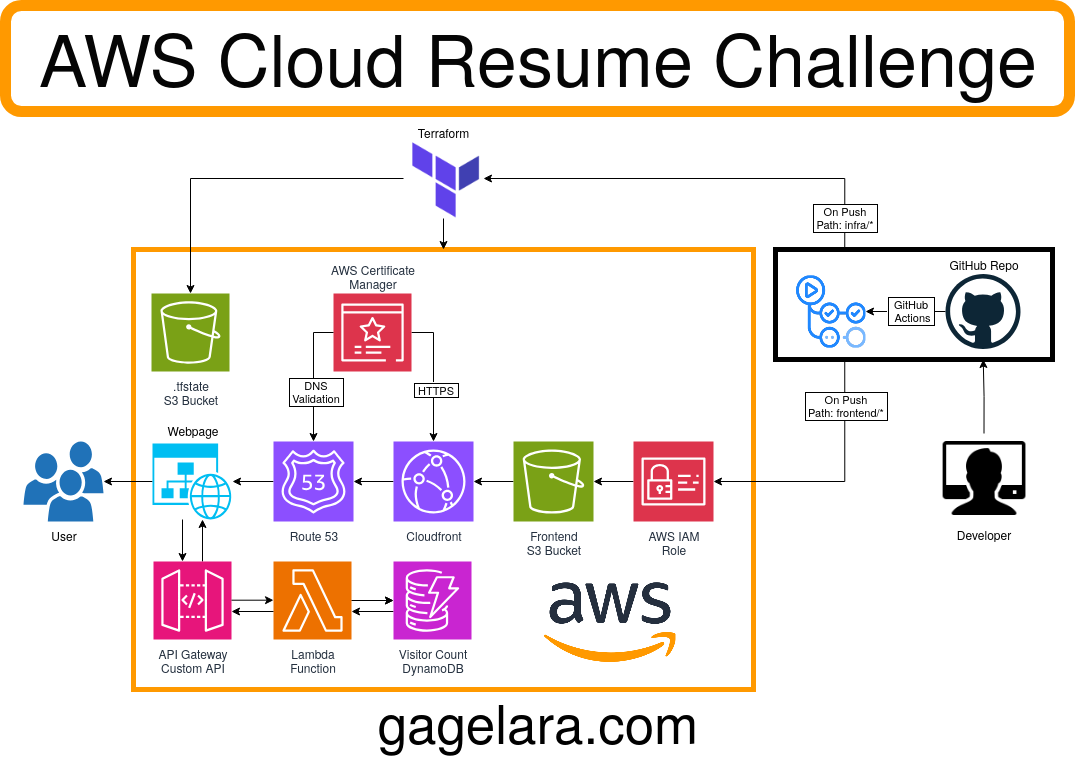 AWS Cloud Resume Challenge
Terraform
On Push
Path: infra/*
AWS Certificate
Manager
GitHub Repo
GitHub
Actions
.tfstate
S3 Bucket
DNS
Validation
HTTPS
On Push
Path: frontend/*
Webpage
53
User
Route 53
Cloudfront
Frontend
S3 Bucket
AWS IAM
Role
Developer
</>
aws
API Gateway
Custom API
Lambda
Function
Visitor Count
DynamoDB
gagelara.com